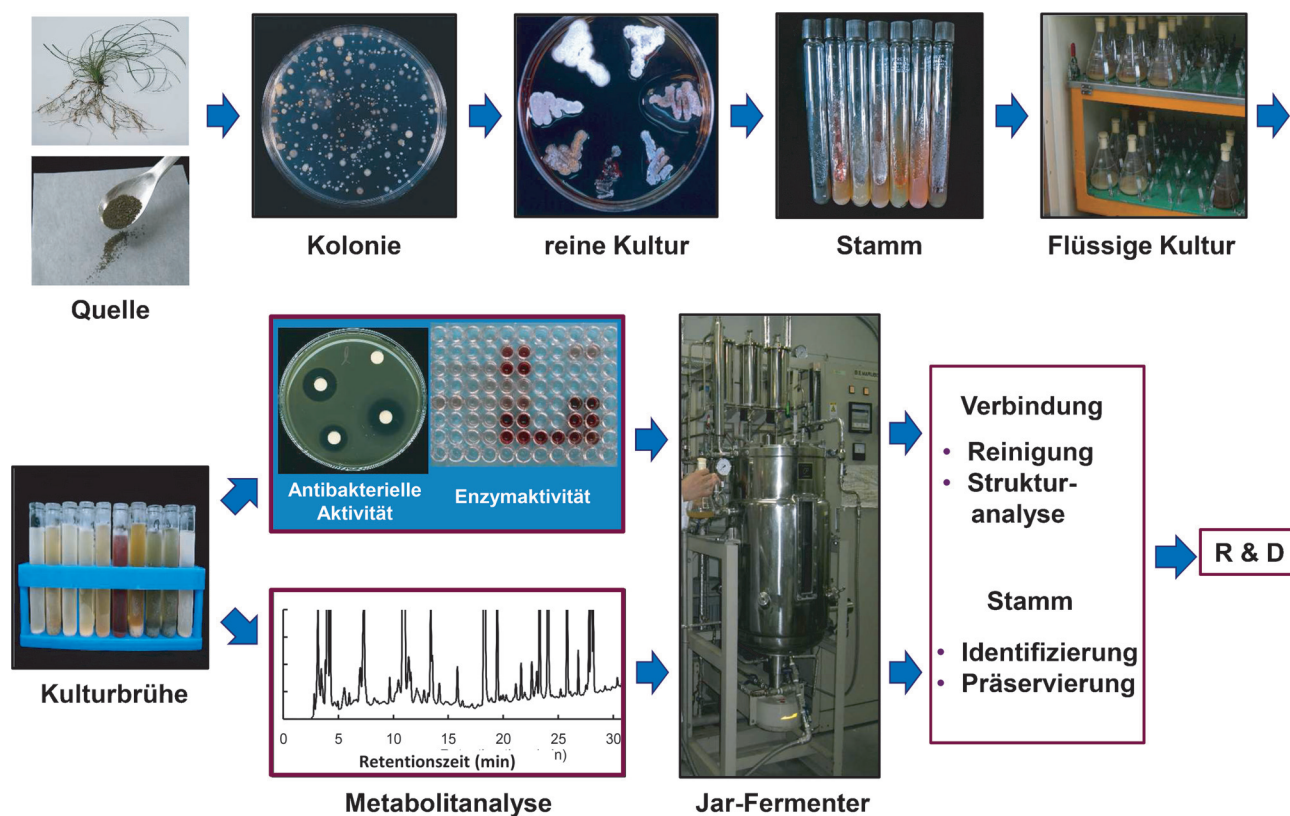 Quelle
Kolonie
reine Kultur
Stamm
Flüssige Kultur
Kulturbrühe
Antibakterielle
Aktivität
Enzymaktivität
0 5 10 15 20 25 30
Retentionszeit (min)
n)
Metabolitanalyse
Jar-Fermenter
Verbindung
• Reinigung
• Struktur-
analyse
Stamm
• Identifizierung
• Präservierung
R & D